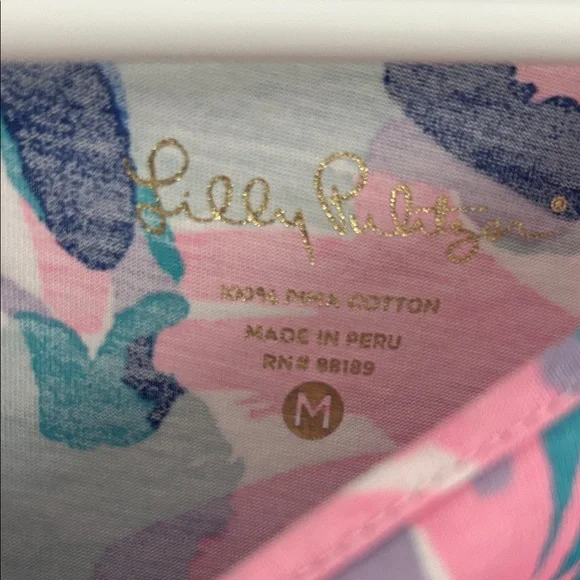 Lilly Pulitzer®
100% PIMA COTTON
MADE IN PERU
RN# 88189
M